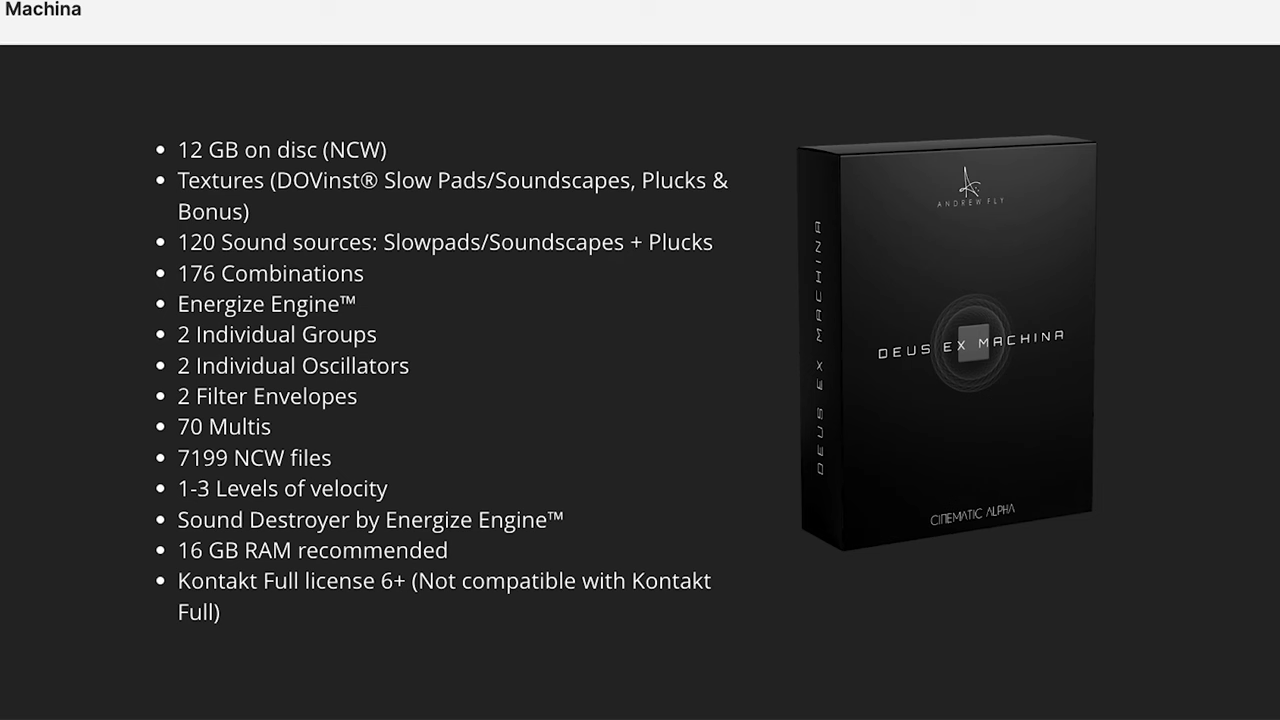 Machina
12 GB on disc (NCW)
Textures (DOVinst® Slow Pads/Soundscapes, Plucks &
Bonus)
120 Sound sources: Slowpads/Soundscapes + Plucks
176 Combinations
Energize Engine™
2 Individual Groups
2 Individual Oscillators
2 Filter Envelopes
70 Multis
7199 NCW files
1-3 Levels of velocity
Sound Destroyer by Energize Engine™
16 GB RAM recommended
Kontakt Full license 6+ (Not compatible with Kontakt
Full)
ANDREW FLY
DEUS EX MACHINA
DEUS EX MACHINA
CINEMATIC ALPHA